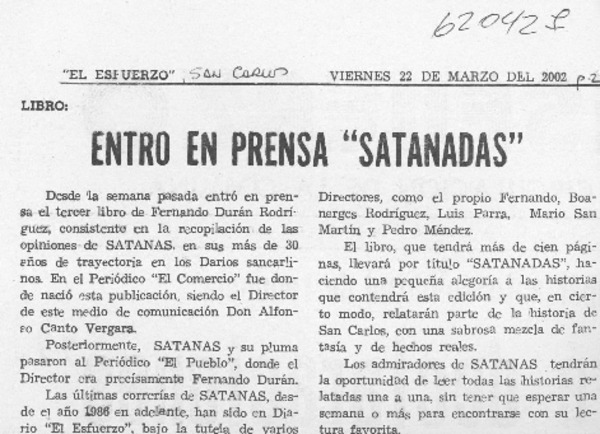 620429
"EL ESFUERZO", SAN CARLOS VIERNES 22 DE MARZO DEL 2002 p.2
LIBRO:
ENTRO EN PRENSA "SATANADAS"
Desde la semana pasada entró en pren-
sa el tercer libro de Fernando Durán Rodrí-
guez, consistente en la recopilación de las
opiniones de SATANAS, en sus más de 30
años de trayectoria en los Darios sancarli-
nos. En el Periódico "El Comercio" fue don-
de nació esta publicación, siendo el Director
de este medio de comunicación Don Alfon-
so Canto Vergara.
Posteriormente, SATANAS y su pluma
pasaron al Periódico "El Pueblo", donde el
Director era precisamente Fernando Durán.
Las últimas correrías de SATANAS, des-
de el año 1986 en adelante, han sido en Dia-
rio "El Esfuerzo", bajo la tutela de varios
Directores, como el propio Fernando, Boa-
nerges Rodríguez, Luis Parra, Mario San
Martín y Pedro Méndez.
El libro, que tendrá más de cien pági-
nas, llevará por título "SATANADAS", ha-
ciendo una pequeña alegoría a las historias
que contendrá esta edición y que, en cier-
to modo, relatarán parte de la historia de
San Carlos, con una sabrosa mezcla de fan-
tasía y de hechos reales.
Los admiradores de SATANAS tendrán
la oportunidad de leer todas las historias re-
latadas una a una, sin tener que esperar una
semana o más para encontrarse con su lec-
tura favorita.